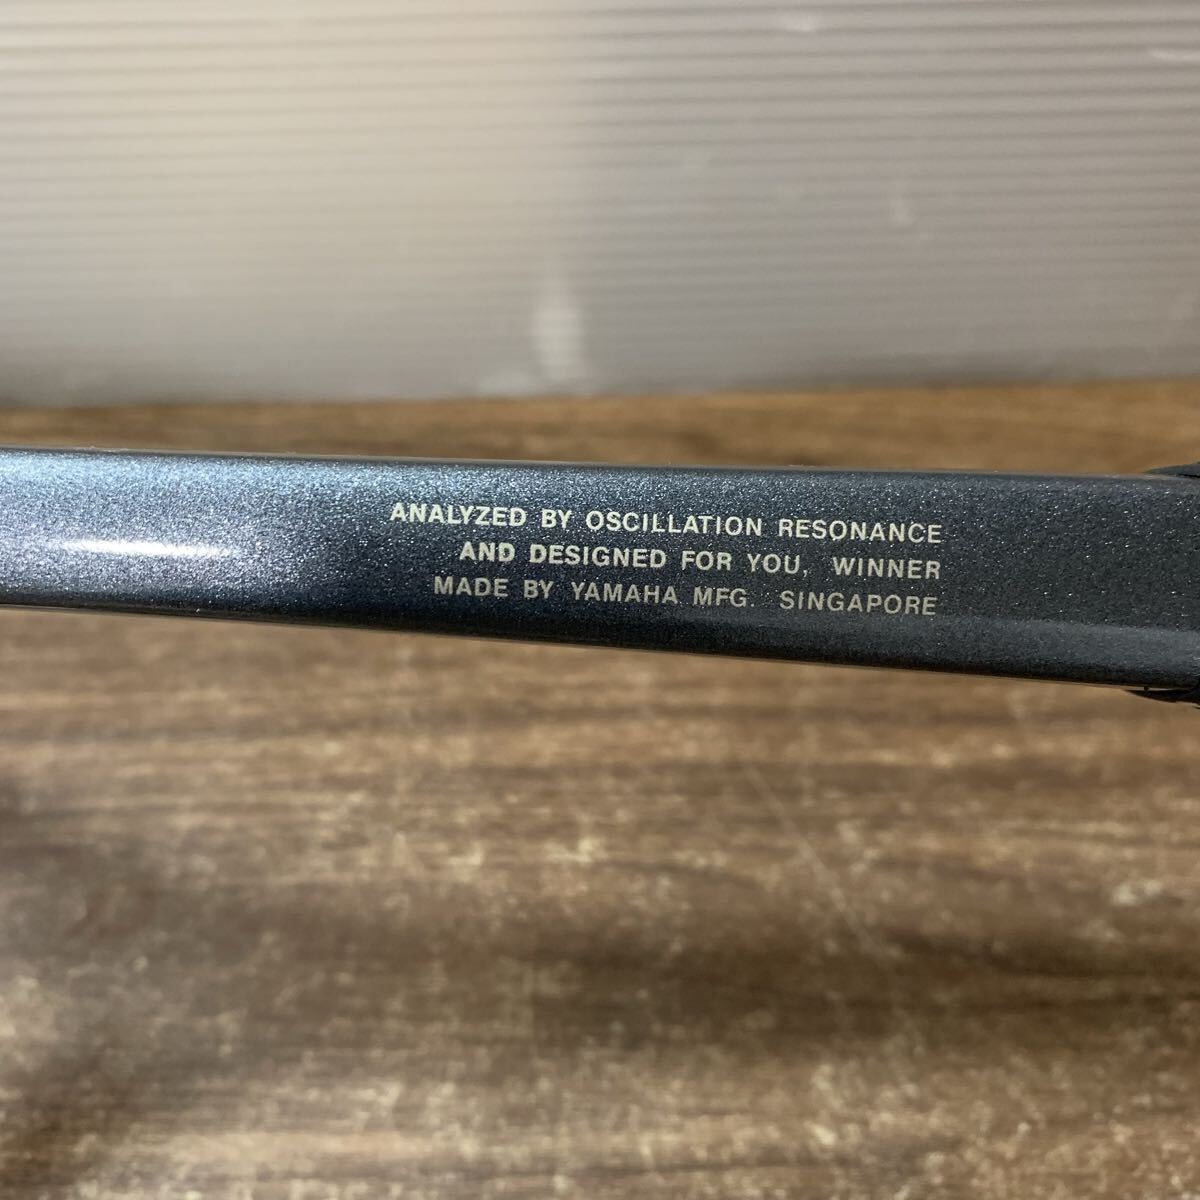 ANALYZED BY OSCILLATION RESONANCE
AND DESIGNED FOR YOU, WINNER
MADE BY YAMAHA MFG. SINGAPORE